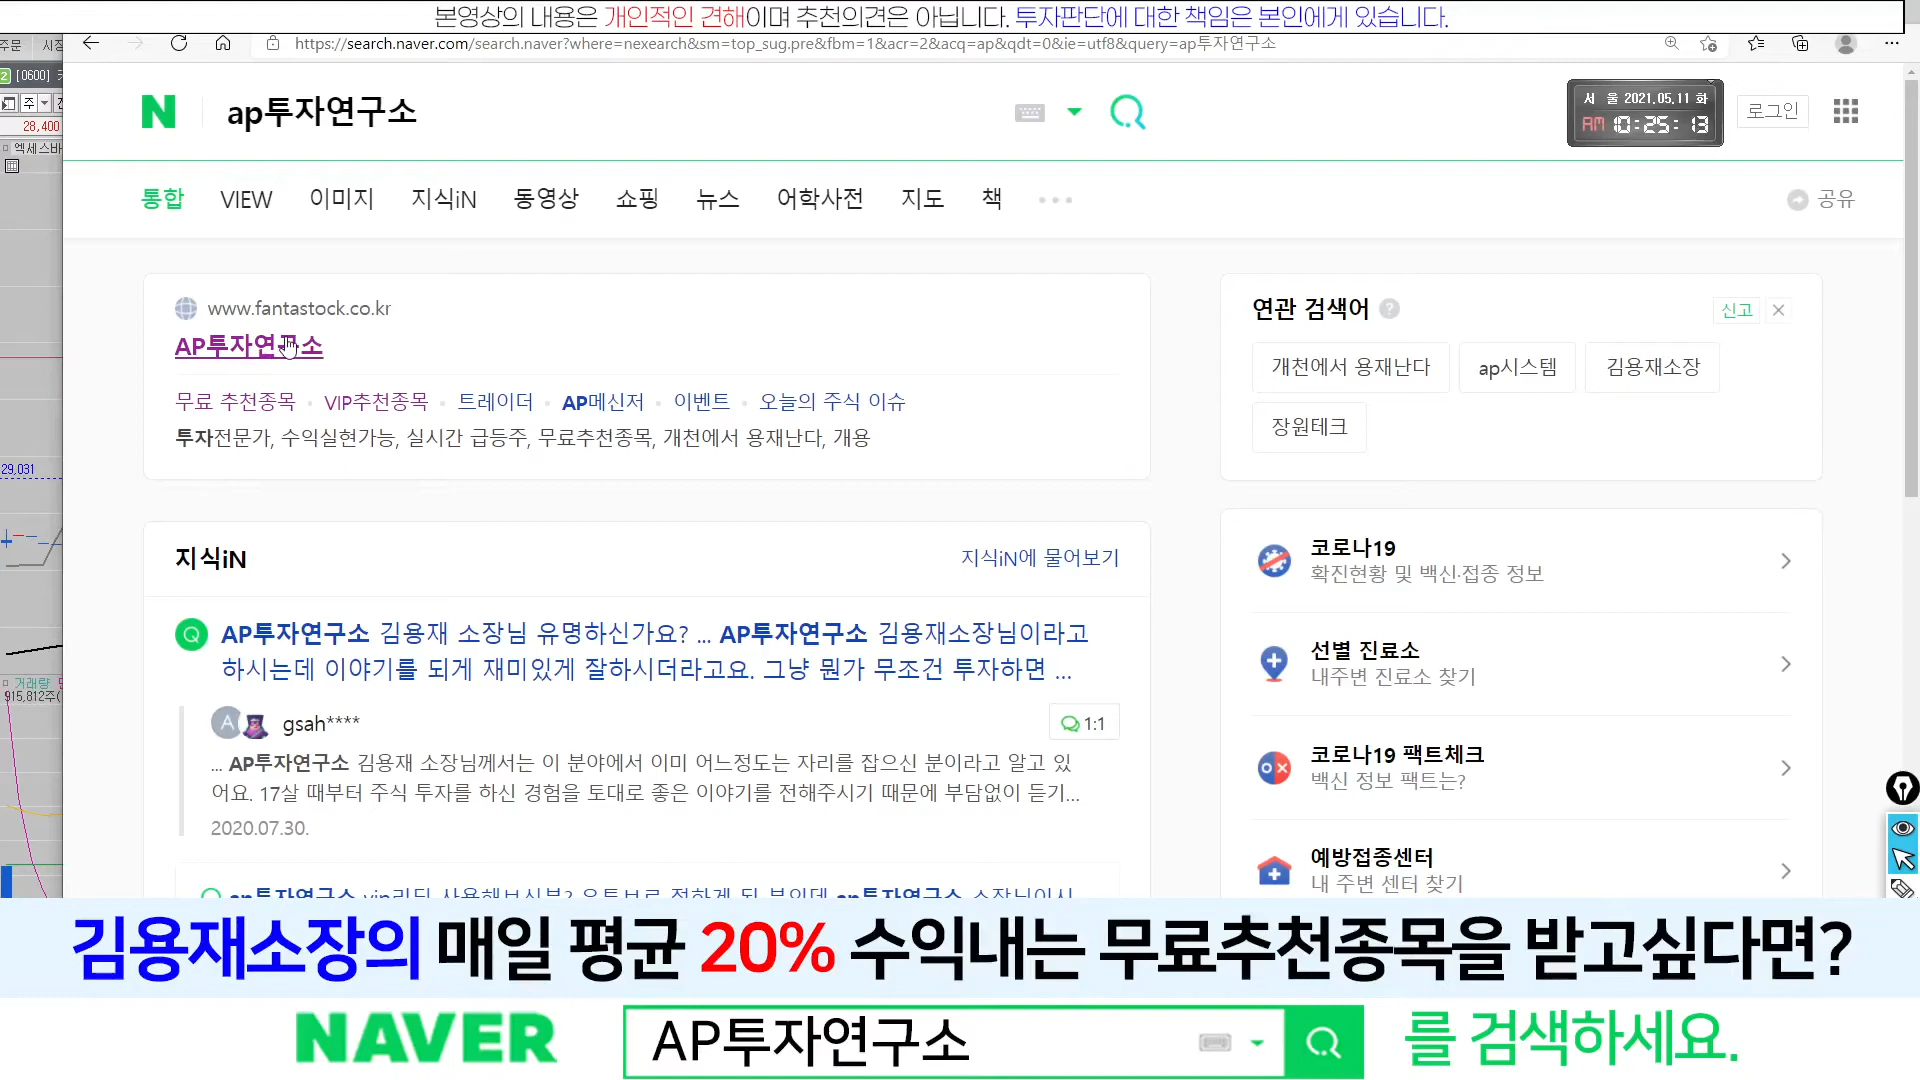 본영상의 내용은 개인적인 견해이며 추천의견은 아닙니다. 투자판단에 대한 책임은 본인에게 있습니다.
https://search.naver.com/search.naver?where=nexearch&sm=top_sug.pre&fbm=1&acr=2&acq=ap&qdt=0&ie=utf8&query=ap투자연구소
[0600]
주
28,400
29,031
거래량
915,812주(
N ap투자연구소
서 울 2021.05.11 화
AM 10:25: 13
로그인
통합 VIEW 이미지 지식iN 동영상 쇼핑 뉴스 어학사전 지도 책
공유
www.fantastock.co.kr
AP투자연구소
무료 추천종목 VIP추천종목 트레이더 AP메신저 이벤트 오늘의 주식 이슈
투자전문가, 수익실현가능, 실시간 급등주, 무료추천종목, 개천에서 용재난다, 개용
연관 검색어 ?
신고
개천에서 용재난다 ap시스템 김용재소장
장원테크
지식iN
지식iN에 물어보기
Q AP투자연구소 김용재 소장님 유명하신가요? ... AP투자연구소 김용재소장님이라고
하시는데 이야기를 되게 재미있게 잘하시더라고요. 그냥 뭔가 무조건 투자하면 ...
A gsah****
1:1
... AP투자연구소 김용재 소장님께서는 이 분야에서 이미 어느정도는 자리를 잡으신 분이라고 알고 있
어요. 17살 때부터 주식 투자를 하신 경험을 토대로 좋은 이야기를 전해주시기 때문에 부담없이 듣기...
2020.07.30.
코로나19
확진현황 및 백신·접종 정보
선별 진료소
내주변 진료소 찾기
코로나19 팩트체크
백신 정보 팩트는?
예방접종센터
내 주변 센터 찾기
김용재소장의 매일 평균 20% 수익내는 무료추천종목을 받고싶다면?
NAVER AP투자연구소 를 검색하세요.